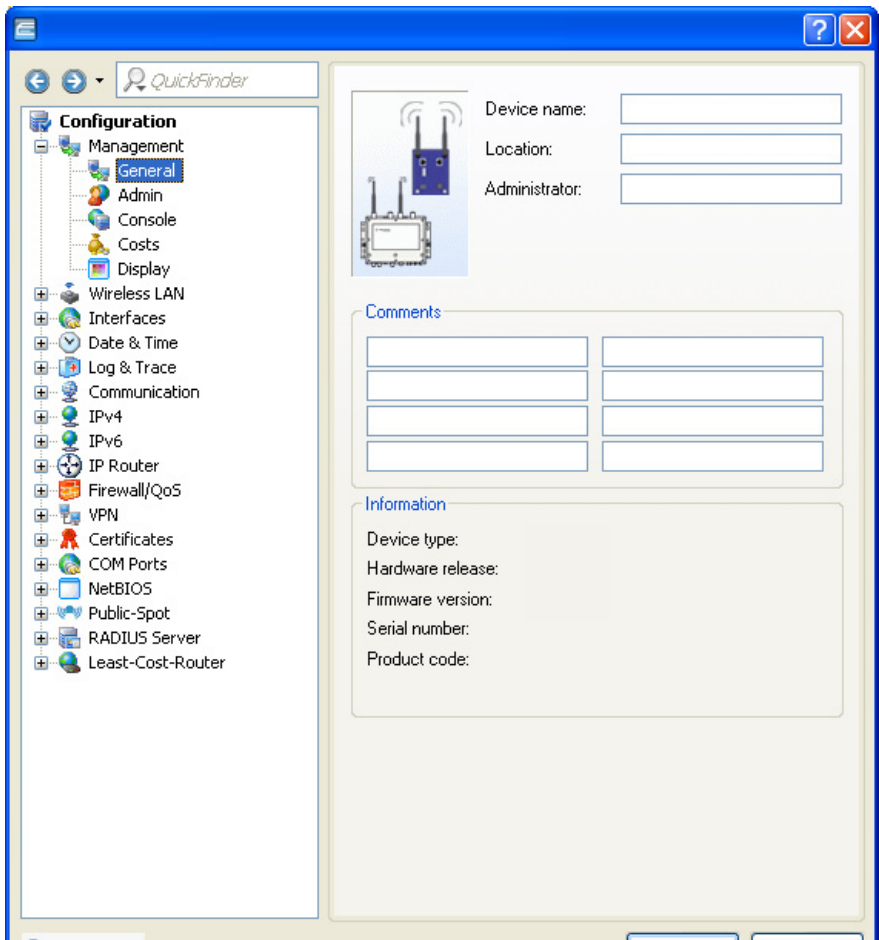 QuickFinder
Configuration
Management
General
Admin
Console
Costs
Display
Wireless LAN
Interfaces
Date & Time
Log & Trace
Communication
IPv4
IPv6
IP Router
Firewall/QoS
VPN
Certificates
COM Ports
NetBIOS
Public-Spot
RADIUS Server
Least-Cost-Router
Device name:
Location:
Administrator:
Comments
Information
Device type:
Hardware release:
Firmware version:
Serial number:
Product code: